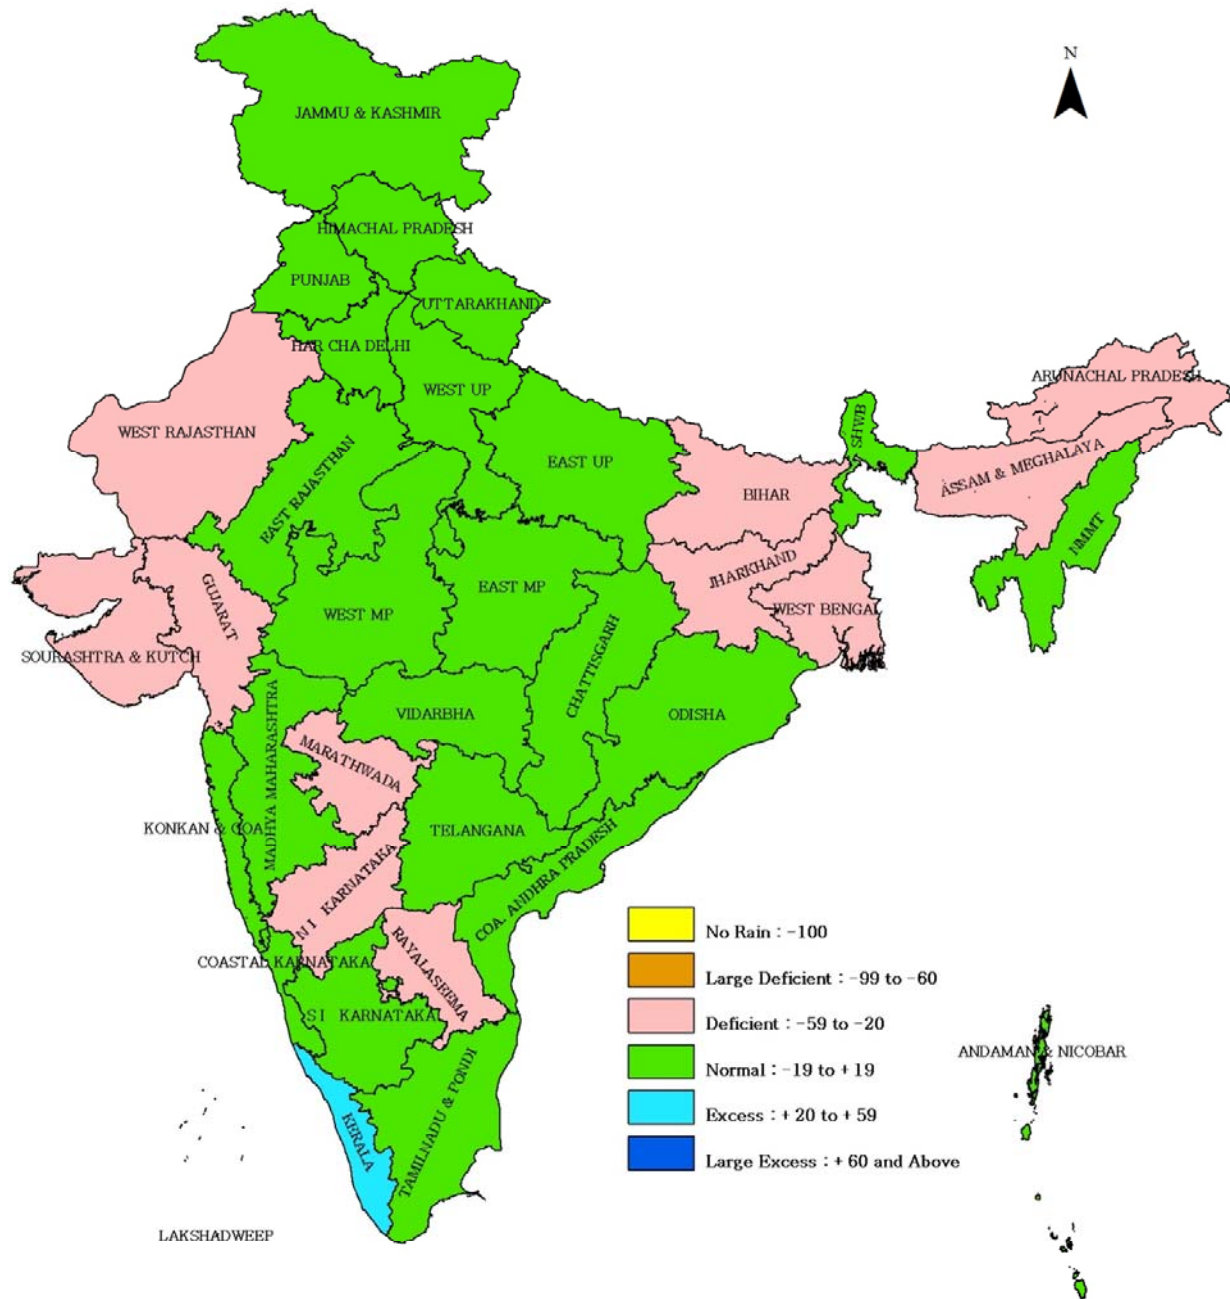 N
JAMMU & KASHMIR
HIMACHAL PRADESH
PUNJAB
UTTARAKHAND
HAR CHA DELHI
WEST UP
ARUNACHAL PRADESH
WEST RAJASTHAN
EAST RAJASTHAN
EAST UP
SHWB
ASSAM & MEGHALAYA
BIHAR
NMMT
JHARKHAND
GUJARAT
WEST MP
EAST MP
WEST BENGAL
SOURASHTRA & KUTCH
CHATTISGARH
MADHYA MAHARASHTRA
VIDARBHA
ODISHA
MARATHWADA
KONKAN & GOA
TELANGANA
COA. ANDHRA PRADESH
N I KARNATAKA
RAYALASEEMA
COASTAL KARNATAKA
S I KARNATAKA
No Rain : -100
Large Deficient : -99 to -60
Deficient : -59 to -20
Normal : -19 to +19
Excess : +20 to +59
Large Excess : +60 and Above
ANDAMAN & NICOBAR
KERALA
TAMILNADU & PONDI
LAKSHADWEEP